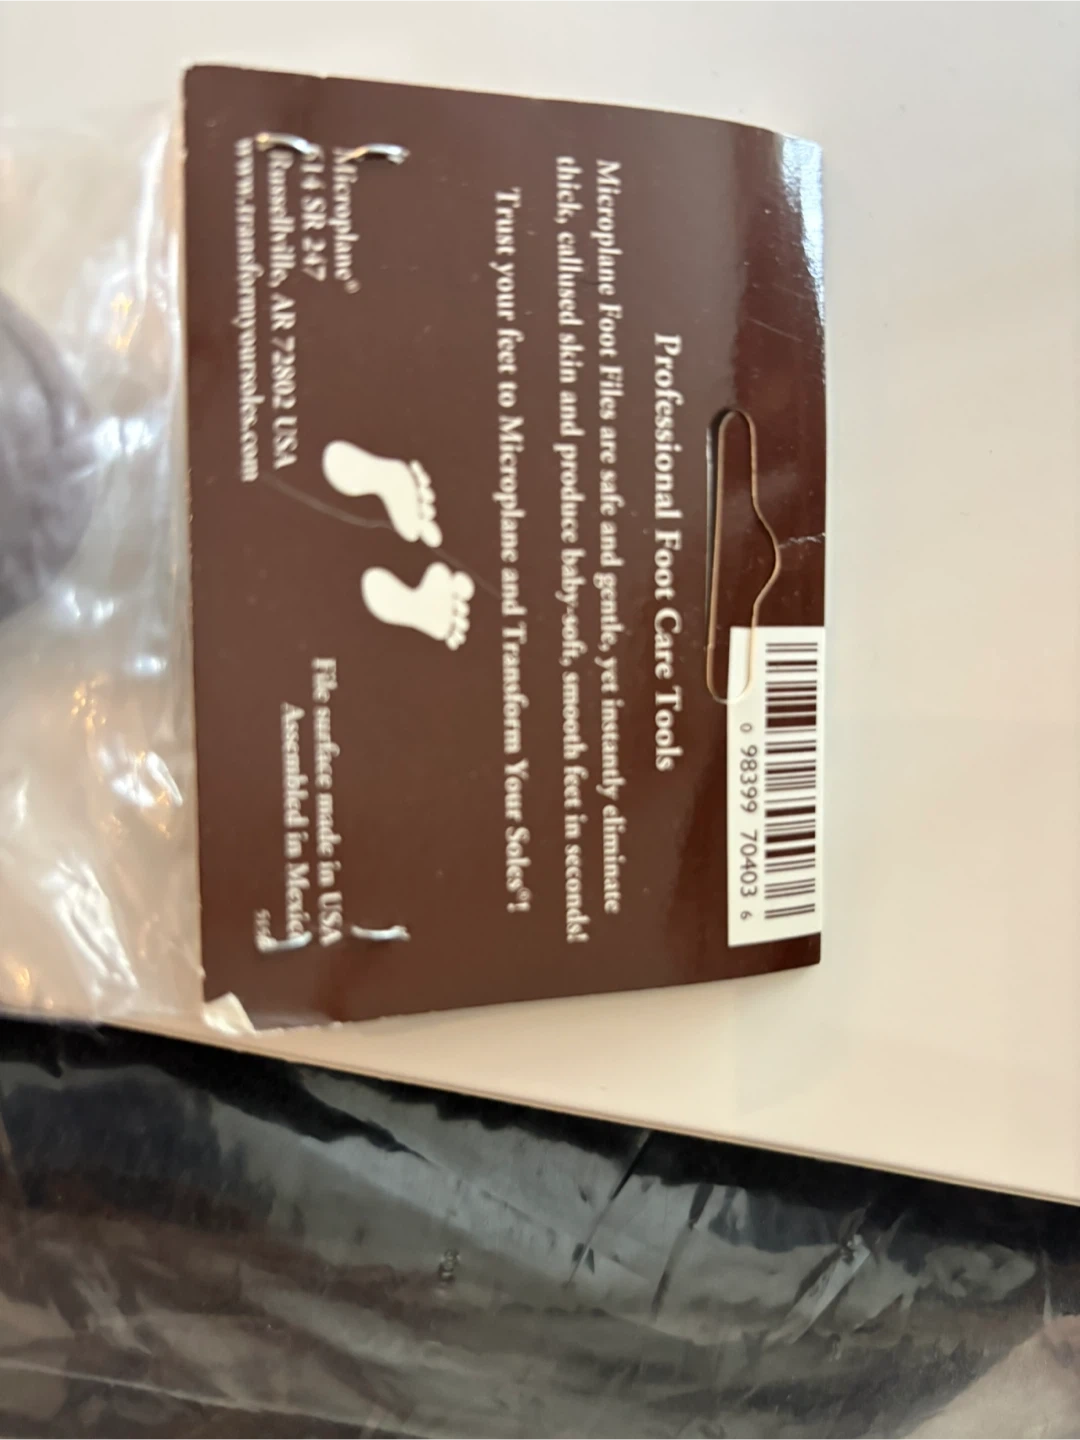 0 98399 70403 6
Professional Foot Care Tools
Microplane Foot Files are safe and gentle, yet instantly eliminate
thick, callused skin and produce baby-soft, smooth feet in seconds!
Trust your feet to Microplane and Transform Your Soles®!
Microplane®
614 SR 247
Russellville, AR 72802 USA
www.transformyoursoles.com
File surface made in USA
Assembled in Mexico